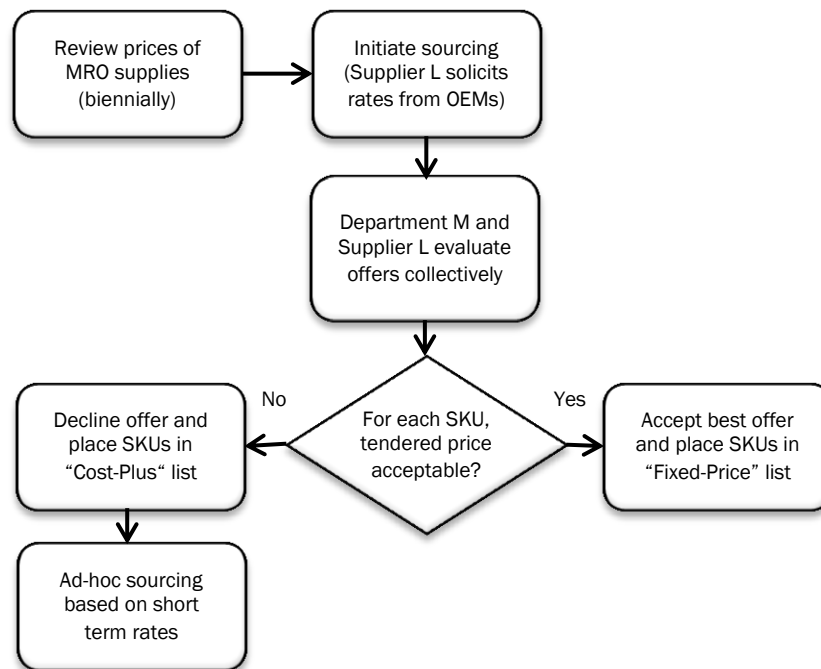 Review prices of
MRO supplies
(biennially)
Initiate sourcing
(Supplier L solicits
rates from OEMs)
Department M and
Supplier L evaluate
offers collectively
For each SKU,
tendered price
acceptable?
No
Decline offer and
place SKUs in
“Cost-Plus“ list
Yes
Accept best offer
and place SKUs in
“Fixed-Price” list
Ad-hoc sourcing
based on short
term rates